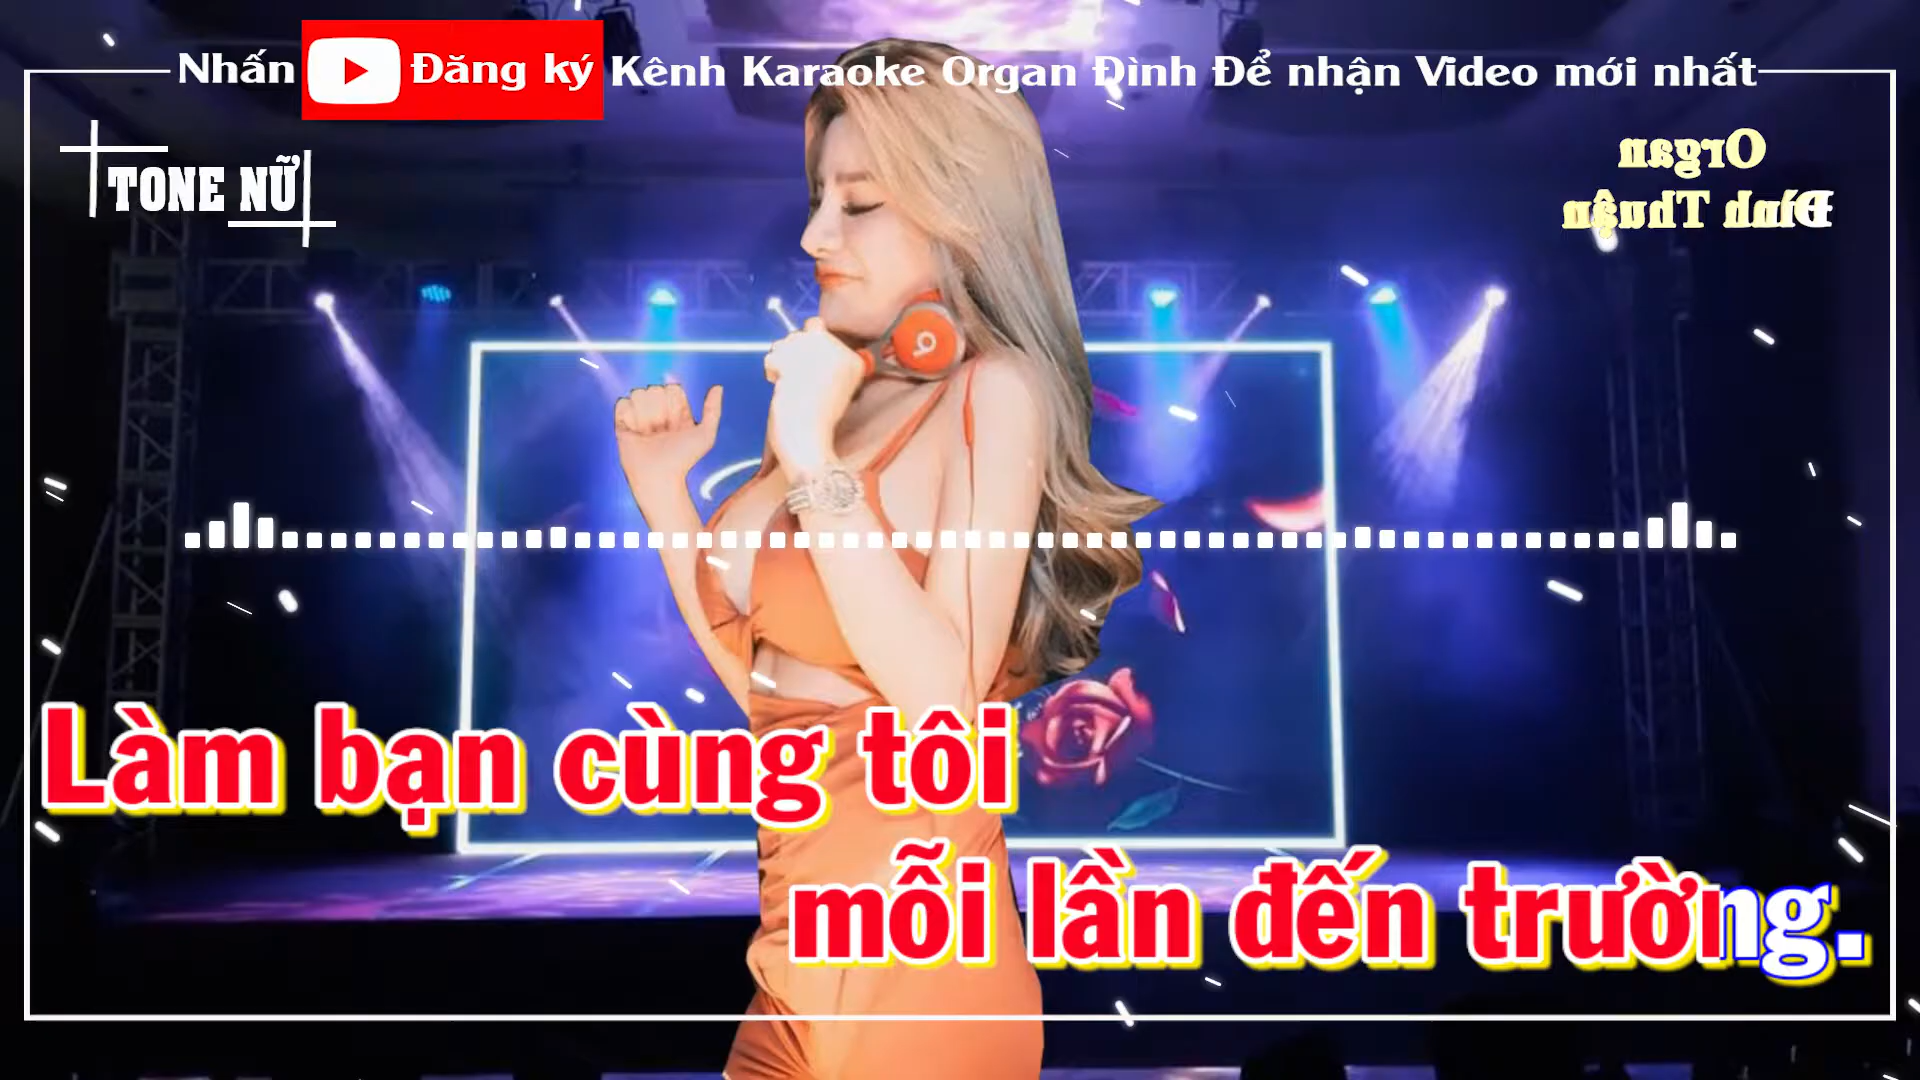 Nhấn Đăng ký Kênh Karaoke Organ Đình Để nhận Video mới nhất
TONE NỮ
Organ
Đình Thuận
Làm bạn cùng tôi
mỗi lần đến trường.